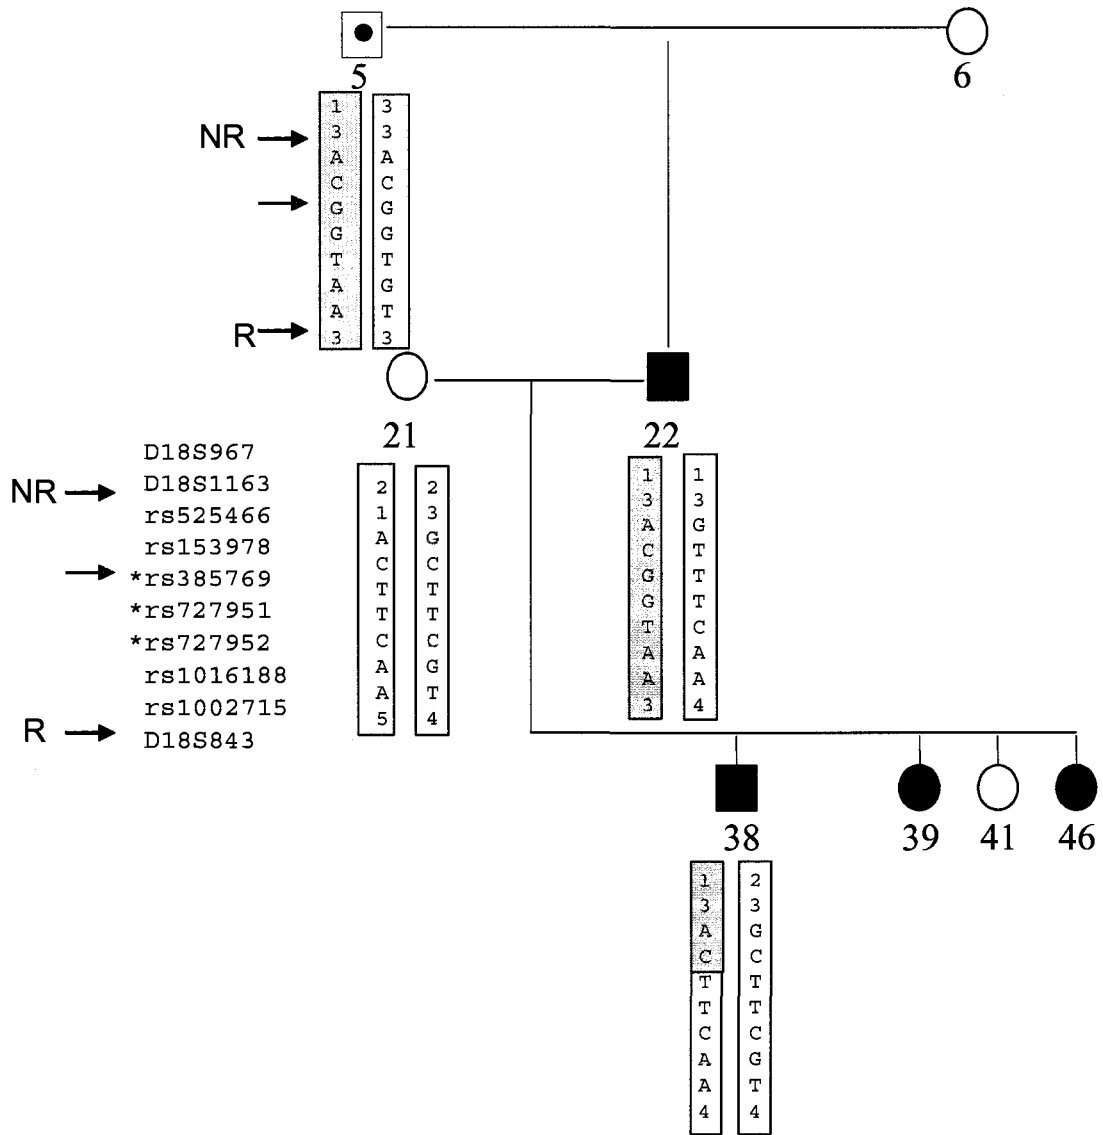 5
6
1 3
NR 3 3
A A
C C
G G
G G
T T
A G
A T
R 3 3
21
22
D18S967
NR D18S1163
rs525466
rs153978
*rs385769
*rs727951
*rs727952
rs1016188
rs1002715
R D18S843
2 2
1 3
A G
C C
T T
T T
C C
A G
A T
5 4
1 1
3 3
A G
C T
G T
G T
T C
A A
A A
3 4
38
39
41
46
1 2
3 3
A G
C C
T T
T T
C C
A G
A T
4 4